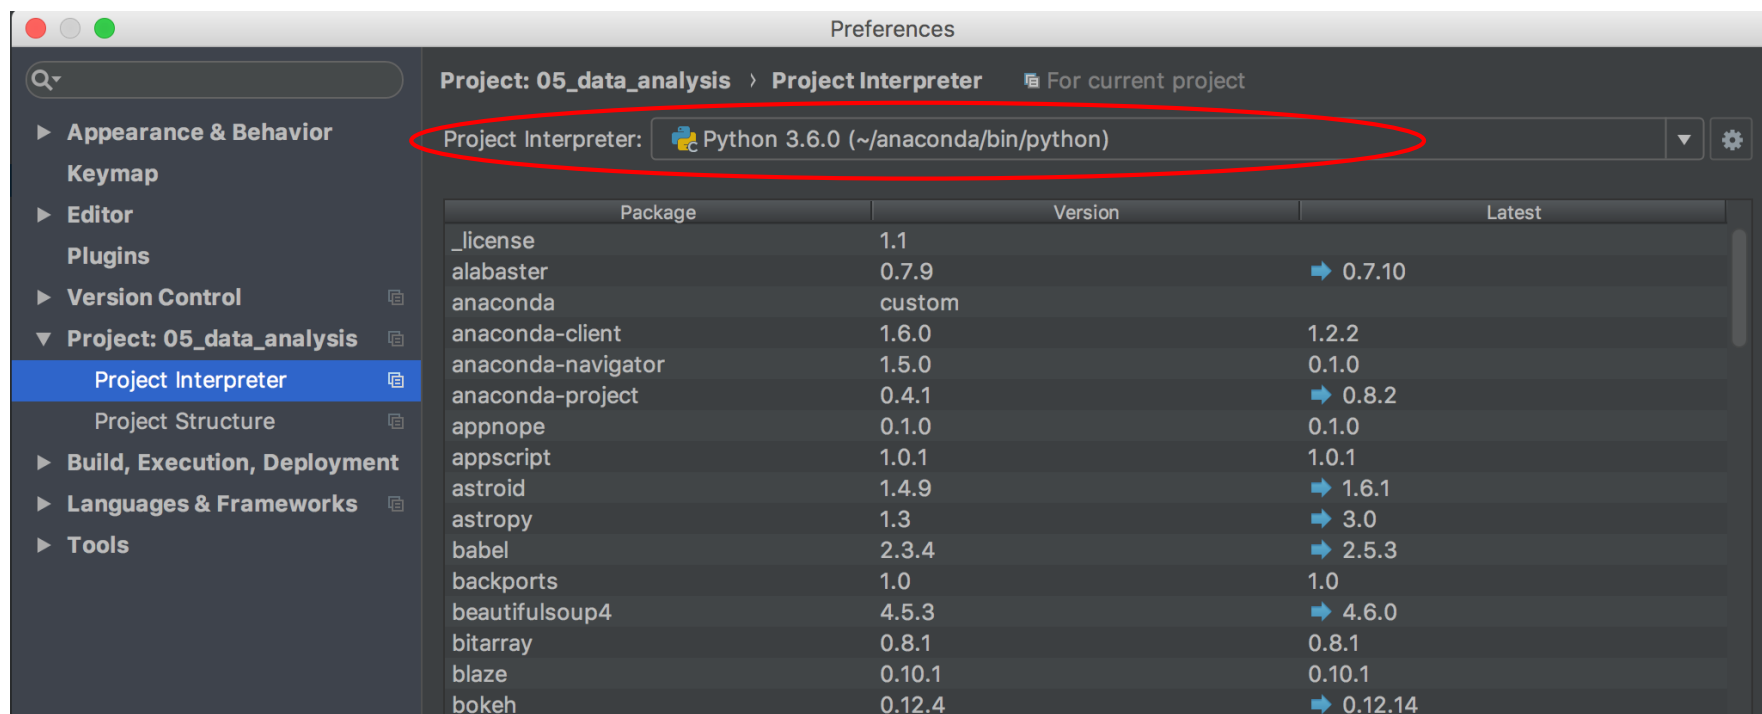 Preferences
Project: 05_data_analysis › Project Interpreter For current project
Project Interpreter: Python 3.6.0 (~/anaconda/bin/python)
Appearance & Behavior
Keymap
Editor
Plugins
Version Control
Project: 05_data_analysis
Project Interpreter
Project Structure
Build, Execution, Deployment
Languages & Frameworks
Tools
Package Version Latest
_license 1.1
alabaster 0.7.9 0.7.10
anaconda custom
anaconda-client 1.6.0 1.2.2
anaconda-navigator 1.5.0 0.1.0
anaconda-project 0.4.1 0.8.2
appnope 0.1.0 0.1.0
appscript 1.0.1 1.0.1
astroid 1.4.9 1.6.1
astropy 1.3 3.0
babel 2.3.4 2.5.3
backports 1.0 1.0
beautifulsoup4 4.5.3 4.6.0
bitarray 0.8.1 0.8.1
blaze 0.10.1 0.10.1
bokeh 0.12.4 0.12.14